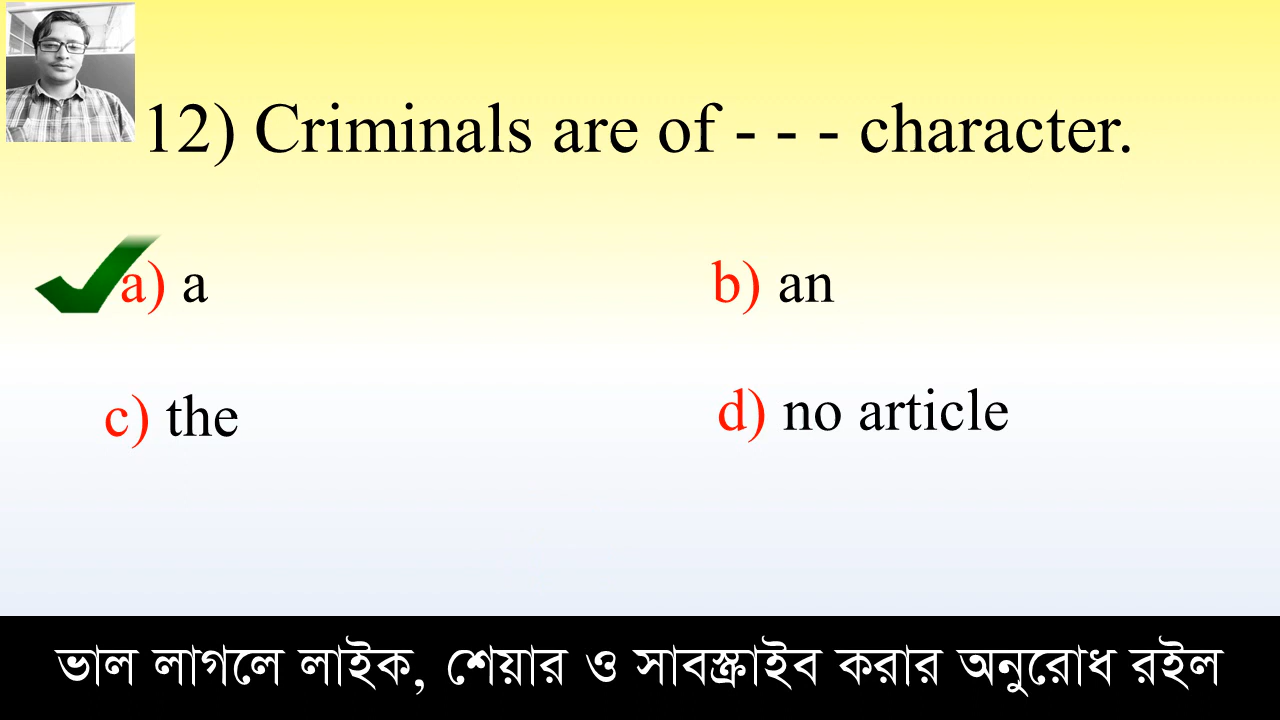 12) Criminals are of - - - character.
a) a
b) an
c) the
d) no article
ভাল লাগলে লাইক, শেয়ার ও সাবস্ক্রাইব করার অনুরোধ রইল